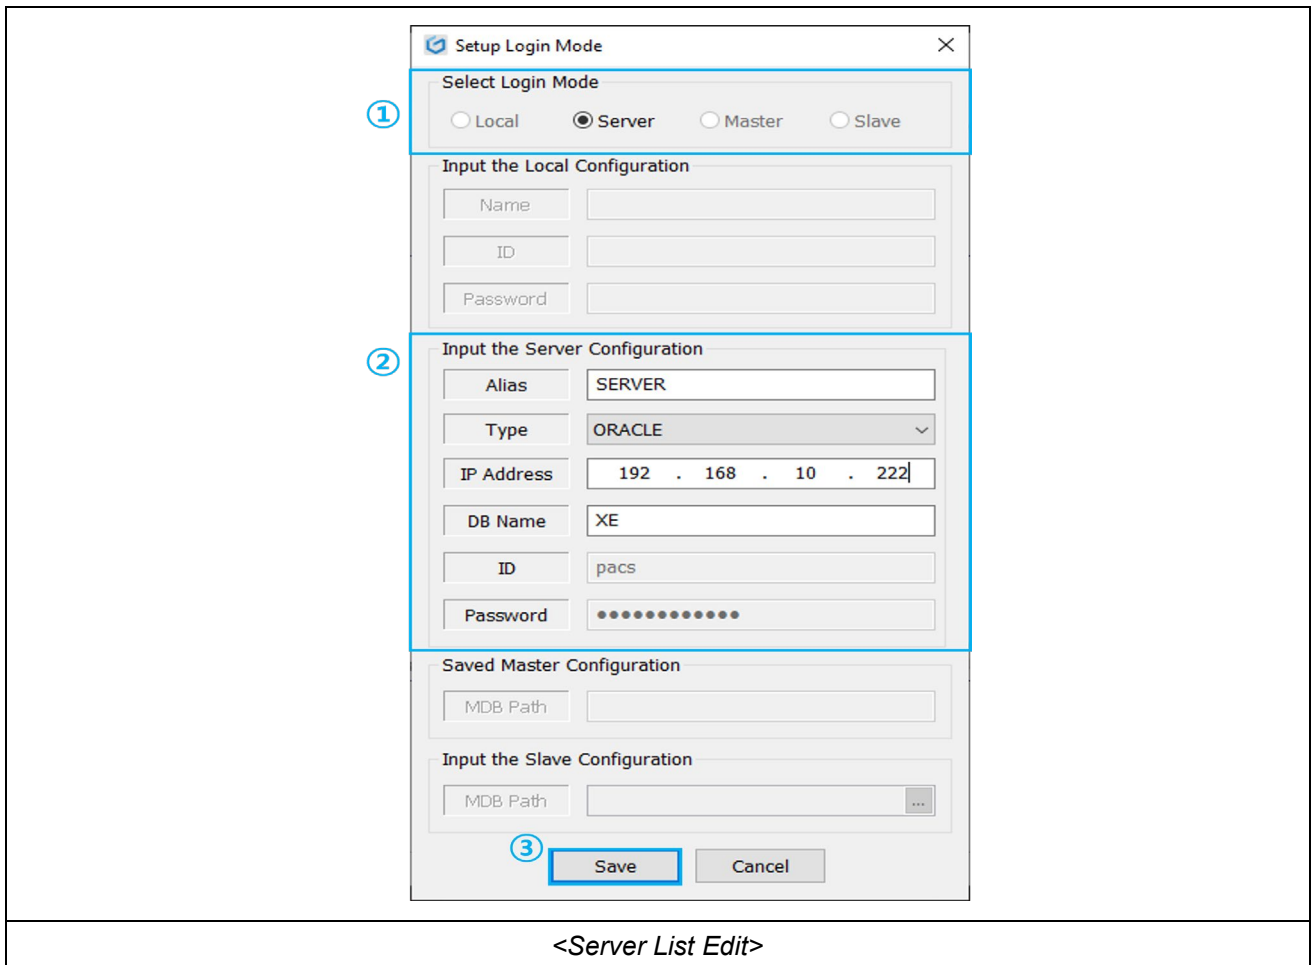 Setup Login Mode
Select Login Mode
①
Local Server Master Slave
Input the Local Configuration
Name
ID
Password
②
Input the Server Configuration
Alias SERVER
Type ORACLE
IP Address 192 . 168 . 10 . 222
DB Name XE
ID pacs
Password ●●●●●●●●●●●●
Saved Master Configuration
MDB Path
Input the Slave Configuration
MDB Path ...
③
Save Cancel
<Server List Edit>